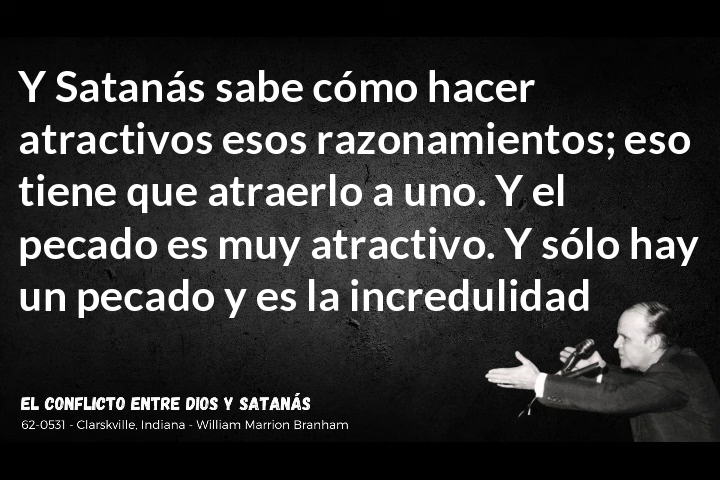 Y Satanás sabe cómo hacer
atractivos esos razonamientos; eso
tiene que atraerlo a uno. Y el
pecado es muy atractivo. Y sólo hay
un pecado y es la incredulidad
EL CONFLICTO ENTRE DIOS Y SATANÁS
62-0531 - Clarskville, Indiana - William Marrion Branham